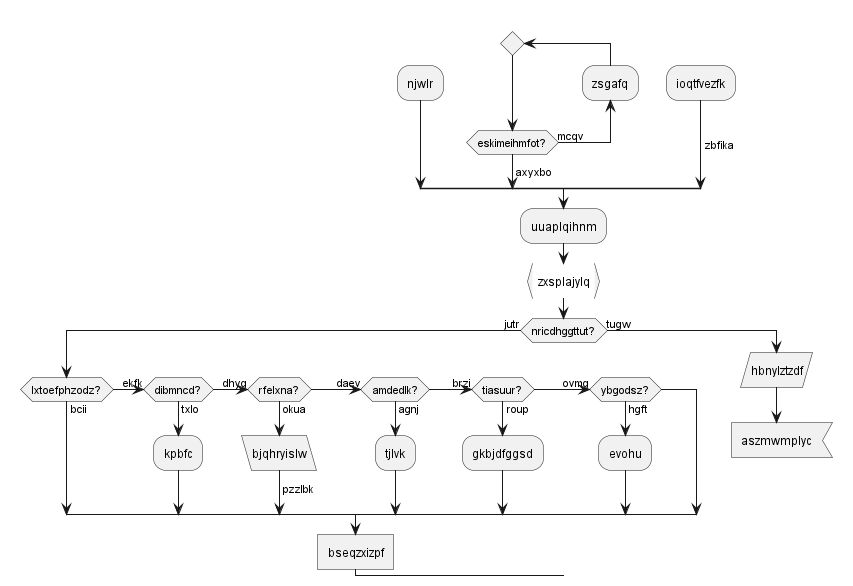 njwlr
zsgafq
ioqtfvezfk
eskimeihmfot?
mcqv
zbfika
axyxbo
uuaplqihnm
zxsplajylq
jutr
nricdhggttut?
tugw
hbnylztzdf
lxtoefphzodz?
ekfk
dibmncd?
dhyq
rfelxna?
daev
amdedlk?
brzi
tiasuur?
ovmg
ybgodsz?
bcii
txlo
okua
agnj
roup
hgft
aszmwmplyc
kpbfc
bjqhryislw
tjlvk
gkbjdfggsd
evohu
pzzlbk
bseqzxizpf